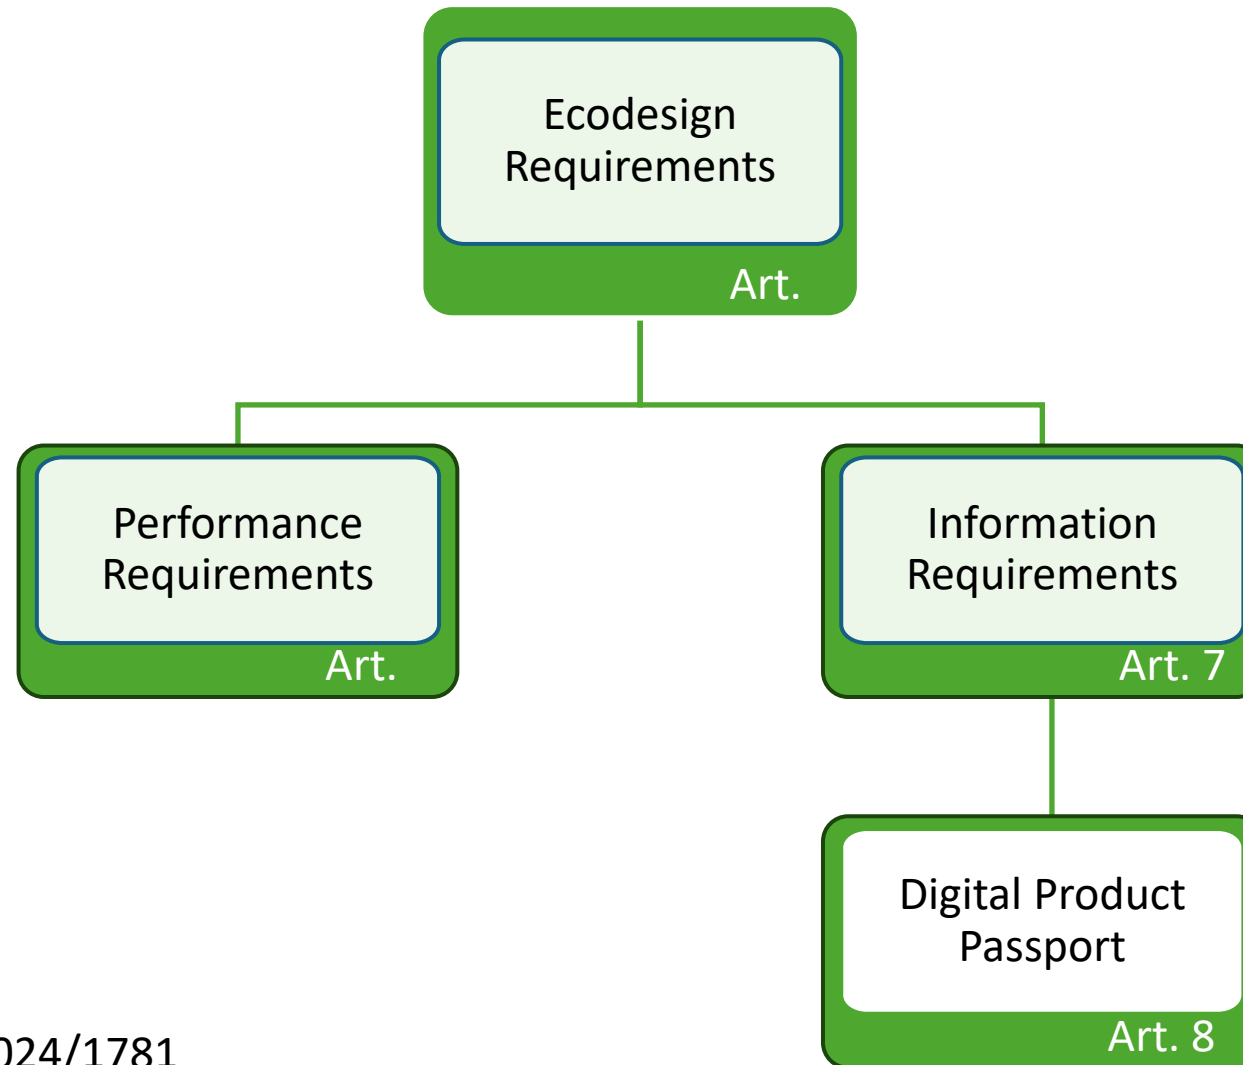 Ecodesign
Requirements
Art.
Performance
Requirements
Art.
Information
Requirements
Art. 7
Digital Product
Passport
Art. 8
024/1781